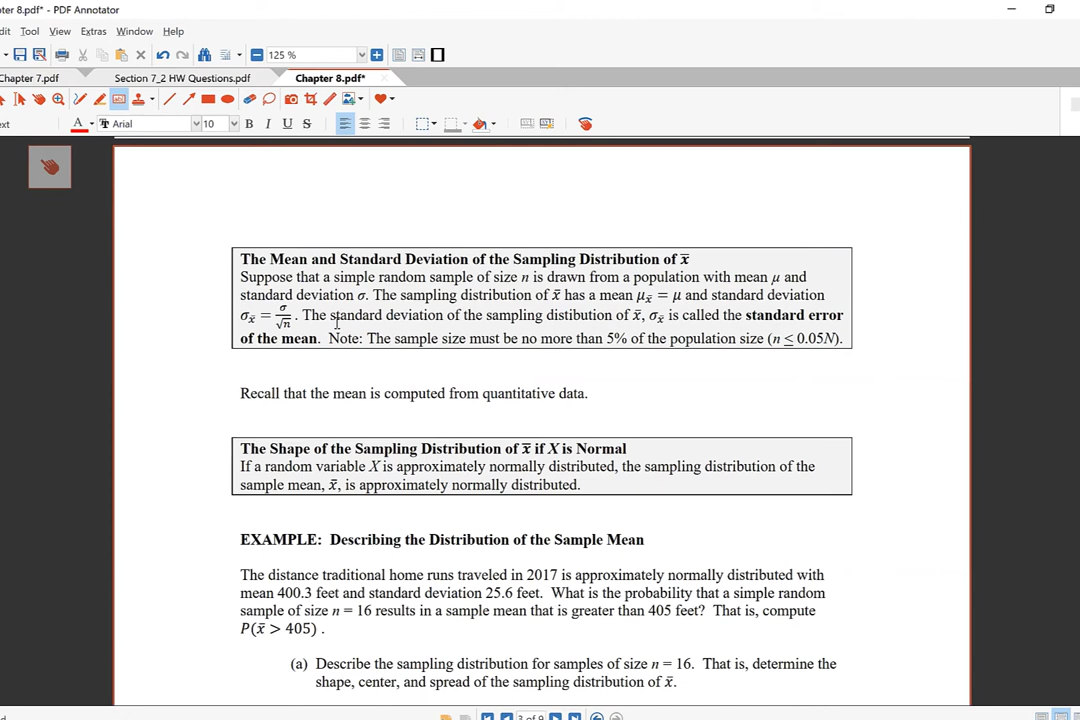 ter 8.pdf* - PDF Annotator
dit Tool View Extras Window Help
125 %
Chapter 7.pdf Section 7_2 HW Questions.pdf Chapter 8.pdf*
ext A Arial 10 B I U S
The Mean and Standard Deviation of the Sampling Distribution of x̄
Suppose that a simple random sample of size n is drawn from a population with mean μ and
standard deviation σ. The sampling distribution of x̄ has a mean μx̄ = μ and standard deviation
σx̄ = σ/√n. The standard deviation of the sampling distibution of x̄, σx̄ is called the standard error
of the mean. Note: The sample size must be no more than 5% of the population size (n ≤ 0.05N).
Recall that the mean is computed from quantitative data.
The Shape of the Sampling Distribution of x̄ if X is Normal
If a random variable X is approximately normally distributed, the sampling distribution of the
sample mean, x̄, is approximately normally distributed.
EXAMPLE: Describing the Distribution of the Sample Mean
The distance traditional home runs traveled in 2017 is approximately normally distributed with
mean 400.3 feet and standard deviation 25.6 feet. What is the probability that a simple random
sample of size n = 16 results in a sample mean that is greater than 405 feet? That is, compute
P(x̄ > 405) .
(a) Describe the sampling distribution for samples of size n = 16. That is, determine the
shape, center, and spread of the sampling distribution of x̄.
3 of 9